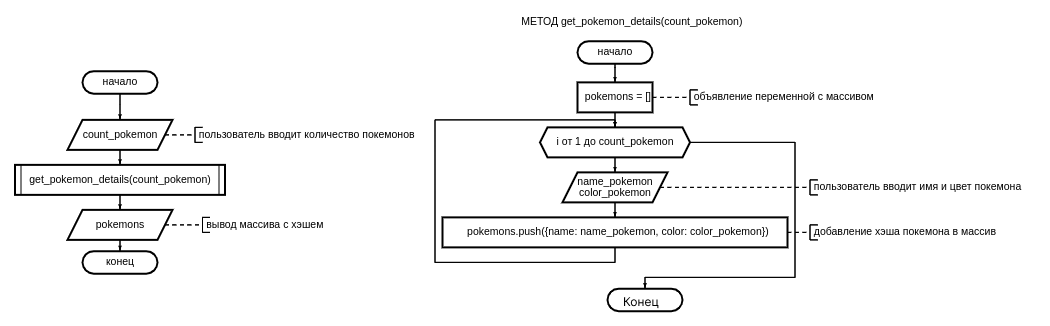 МЕТОД get_pokemon_details(count_pokemon)
начало
count_pokemon
пользователь вводит количество покемонов
get_pokemon_details(count_pokemon)
pokemons
вывод массива с хэшем
конец
начало
pokemons = []
объявление переменной с массивом
i от 1 до count_pokemon
name_pokemon
color_pokemon
пользователь вводит имя и цвет покемона
pokemons.push({name: name_pokemon, color: color_pokemon})
добавление хэша покемона в массив
Конец